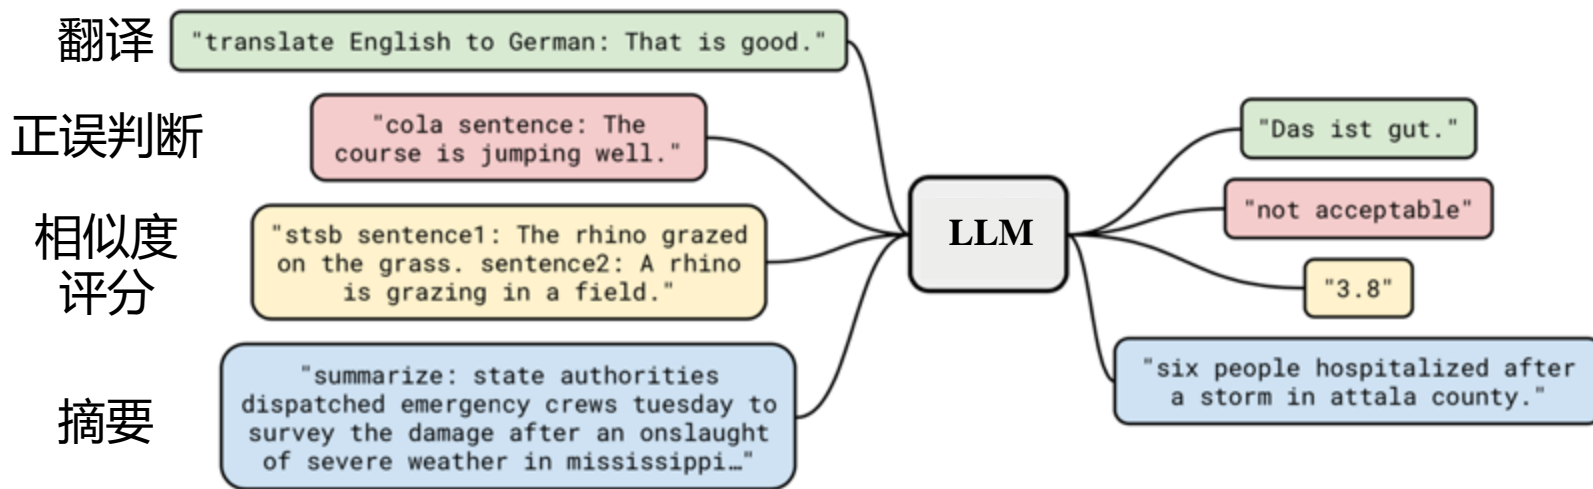 翻译
"translate English to German: That is good."
正误判断
"cola sentence: The
course is jumping well."
相似度
评分
"stsb sentence1: The rhino grazed
on the grass. sentence2: A rhino
is grazing in a field."
摘要
"summarize: state authorities
dispatched emergency crews tuesday to
survey the damage after an onslaught
of severe weather in mississippi…"
LLM
"Das ist gut."
"not acceptable"
"3.8"
"six people hospitalized after
a storm in attala county."